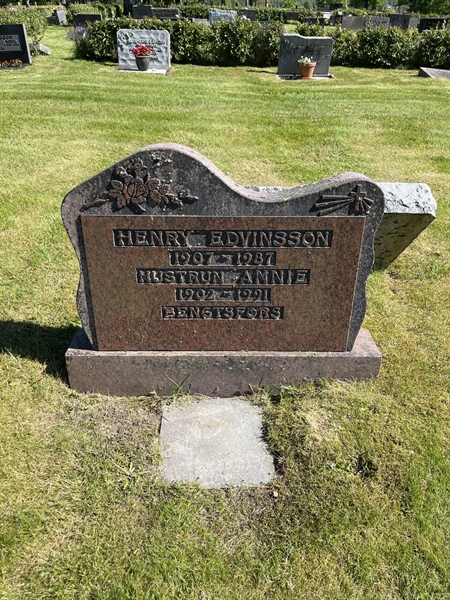 HENRY EDVINSSON
1907 - 1987
HUSTRUN ANNIE
1902 - 1991
BENGTSFORS